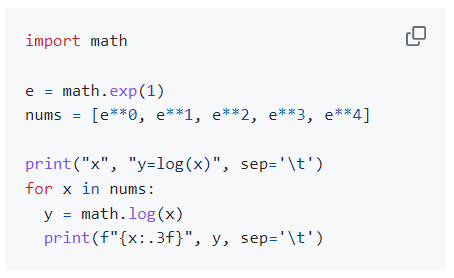 import math
e = math.exp(1)
nums = [e**0, e**1, e**2, e**3, e**4]
print("x", "y=log(x)", sep='\t')
for x in nums:
  y = math.log(x)
  print(f"{x:.3f}", y, sep='\t')